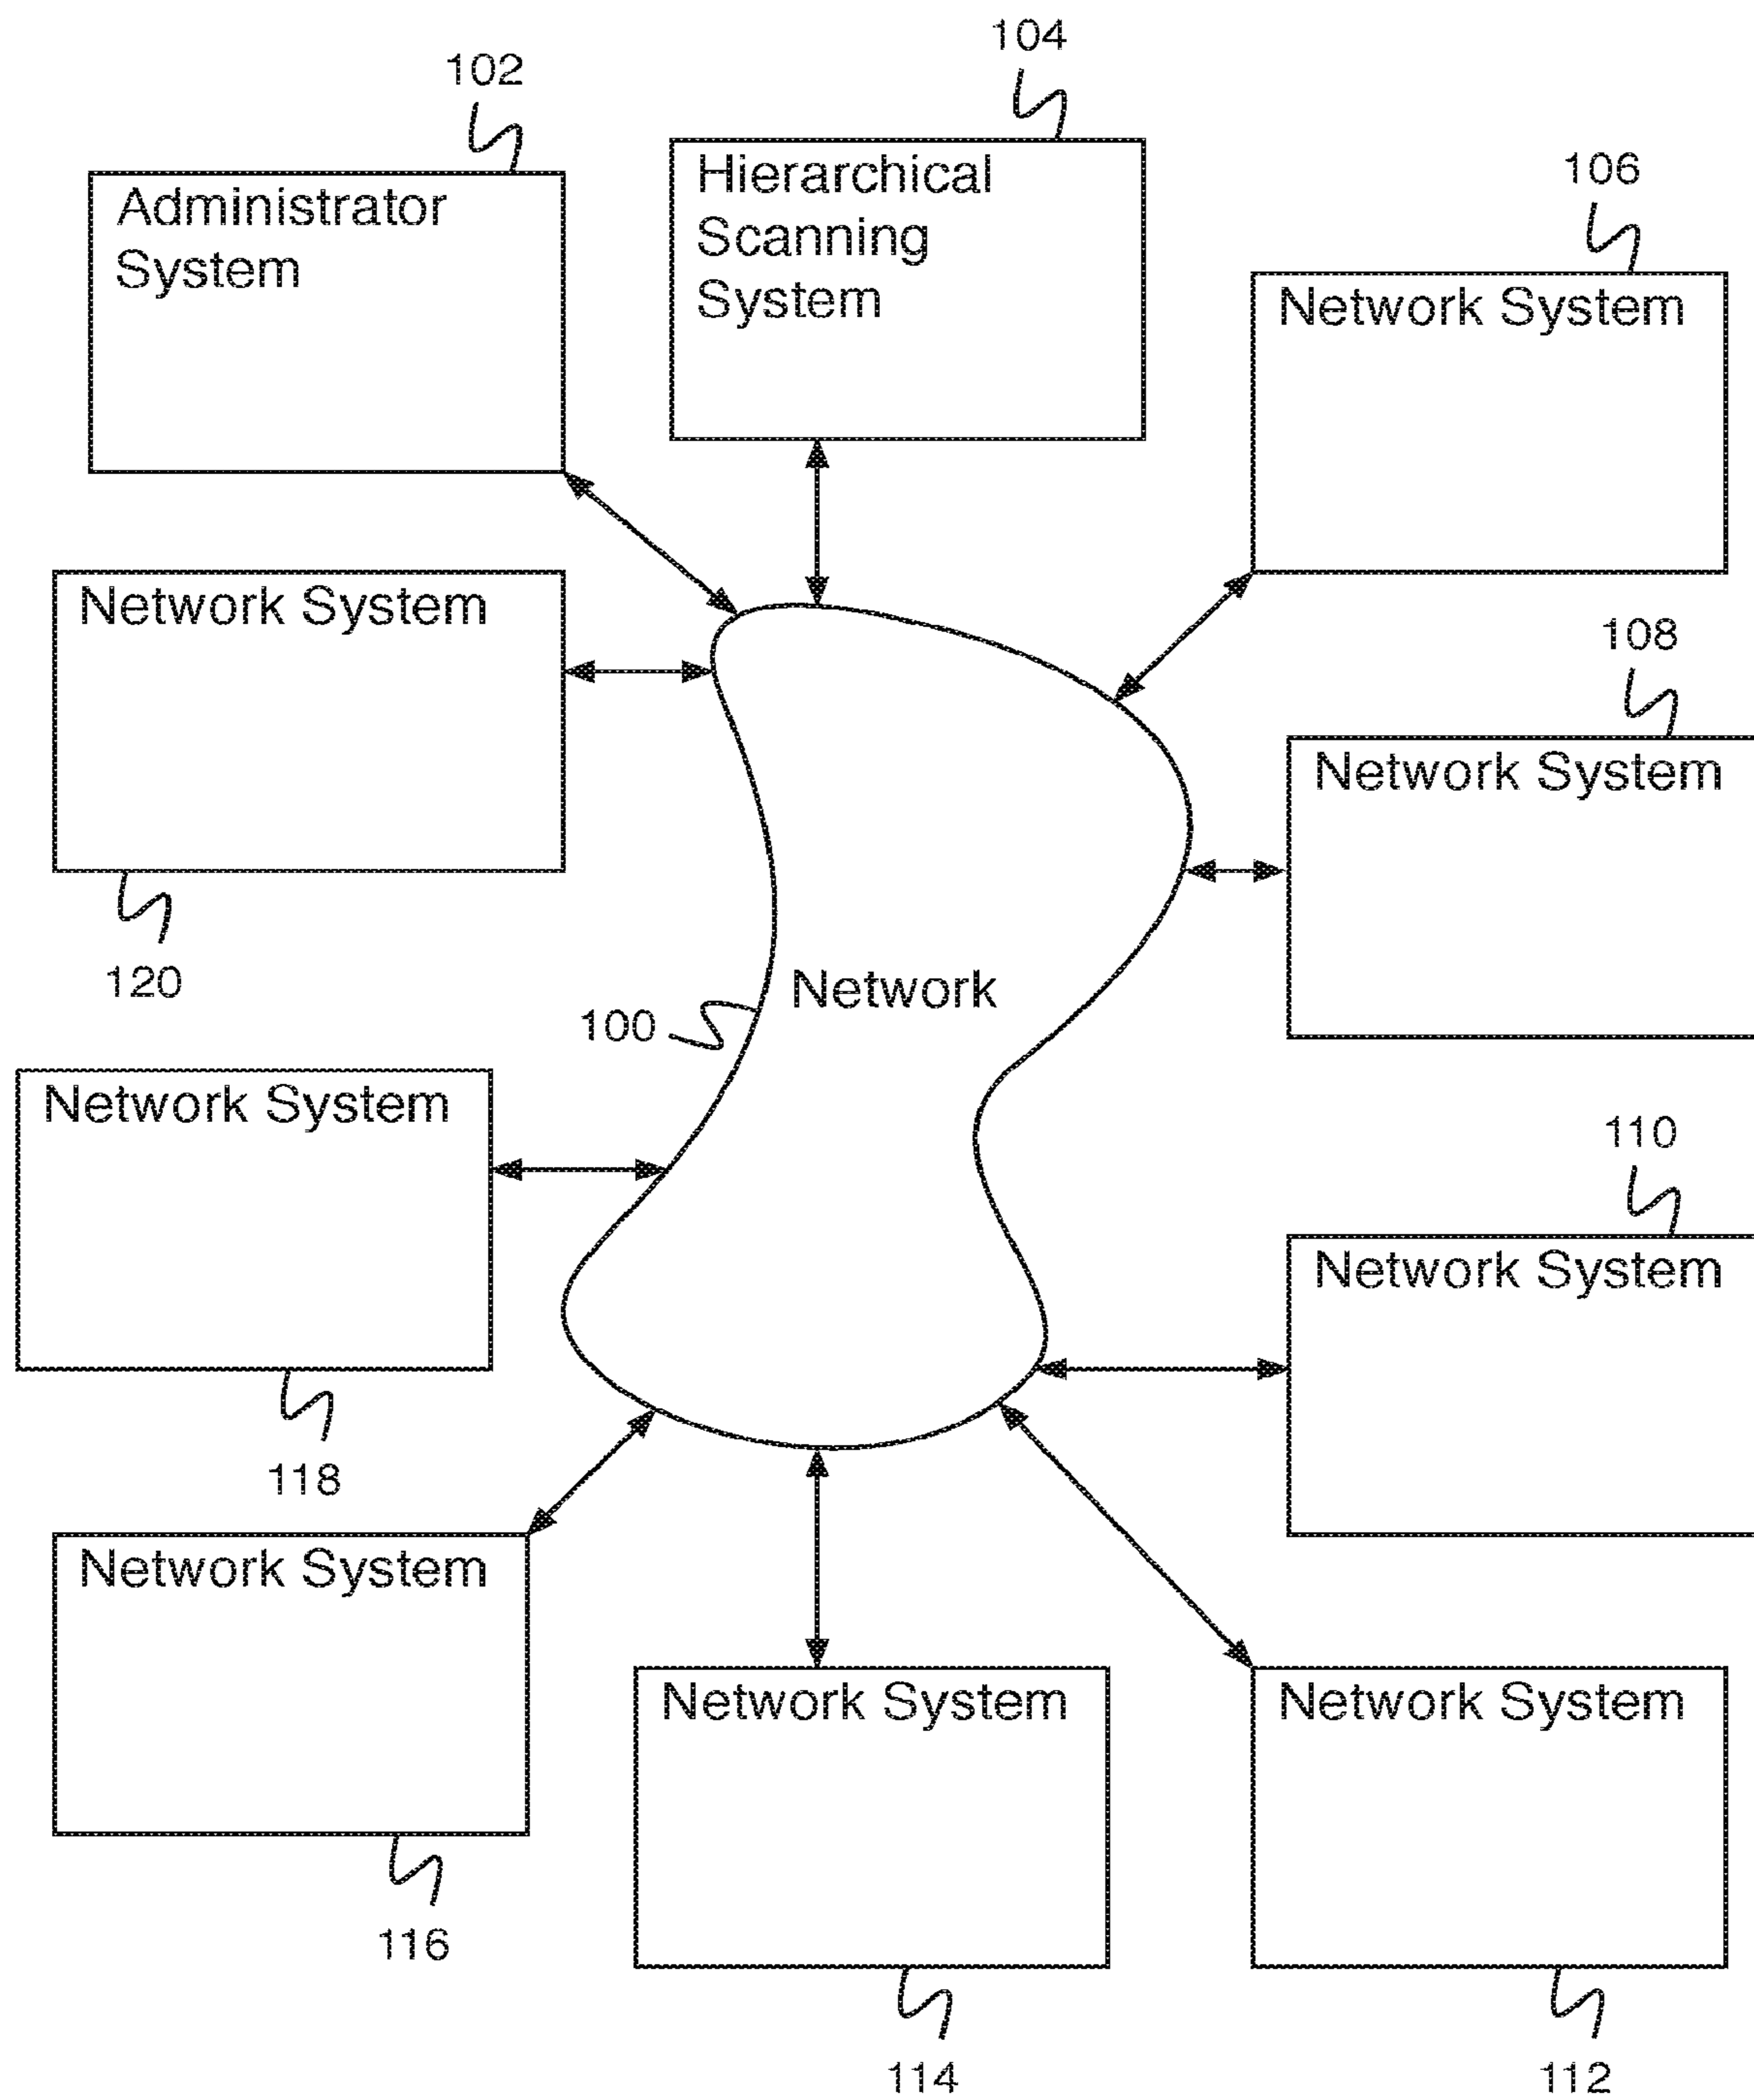 104
102
Hierarchical
Scanning
System
106
Administrator
System
Network System
Network System
108
Network System
120
Network
100
Network System
110
Network System
118
Network System
Network System
Network System
116
114
112